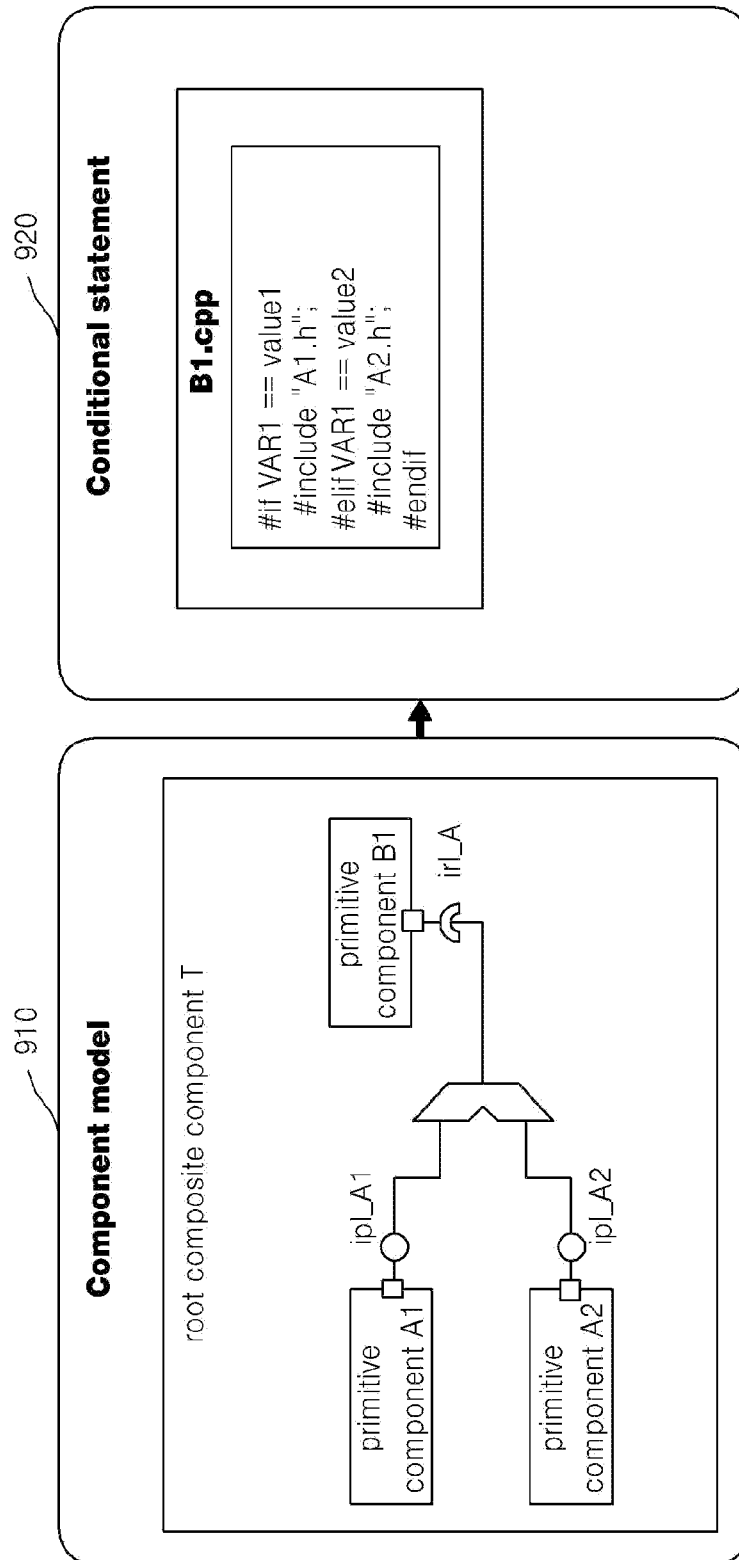 910
Component model
root composite component T
primitive
component A1
ipl_A1
primitive
component A2
ipl_A2
primitive
component B1
irl_A
920
Conditional statement
B1.cpp
#if VAR1 == value1
#include "A1.h";
#elif VAR1 == value2
#include "A2.h";
#endif